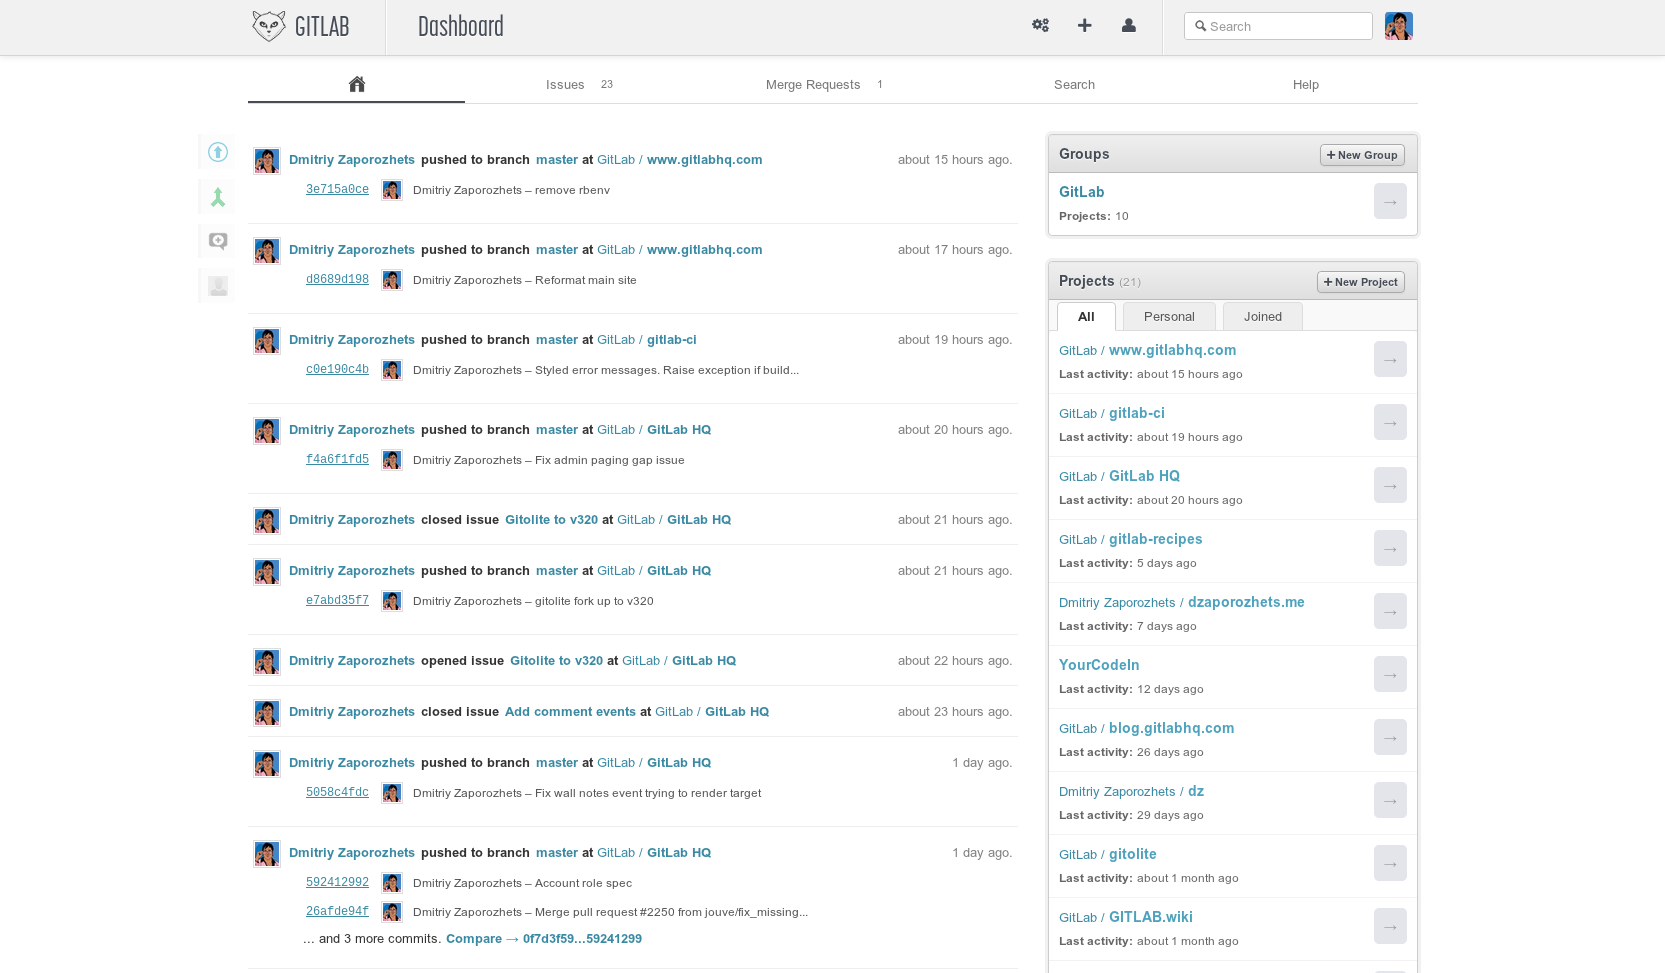 GITLAB
Dashboard
Search
Issues 23
Merge Requests 1
Search
Help
Dmitriy Zaporozhets pushed to branch master at GitLab / www.gitlabhq.com about 15 hours ago.
3e715a0ce Dmitriy Zaporozhets – remove rbenv
Dmitriy Zaporozhets pushed to branch master at GitLab / www.gitlabhq.com about 17 hours ago.
d8689d198 Dmitriy Zaporozhets – Reformat main site
Dmitriy Zaporozhets pushed to branch master at GitLab / gitlab-ci about 19 hours ago.
c0e190c4b Dmitriy Zaporozhets – Styled error messages. Raise exception if build...
Dmitriy Zaporozhets pushed to branch master at GitLab / GitLab HQ about 20 hours ago.
f4a6f1fd5 Dmitriy Zaporozhets – Fix admin paging gap issue
Dmitriy Zaporozhets closed issue Gitolite to v320 at GitLab / GitLab HQ about 21 hours ago.
Dmitriy Zaporozhets pushed to branch master at GitLab / GitLab HQ about 21 hours ago.
e7abd35f7 Dmitriy Zaporozhets – gitolite fork up to v320
Dmitriy Zaporozhets opened issue Gitolite to v320 at GitLab / GitLab HQ about 22 hours ago.
Dmitriy Zaporozhets closed issue Add comment events at GitLab / GitLab HQ about 23 hours ago.
Dmitriy Zaporozhets pushed to branch master at GitLab / GitLab HQ 1 day ago.
5058c4fdc Dmitriy Zaporozhets – Fix wall notes event trying to render target
Dmitriy Zaporozhets pushed to branch master at GitLab / GitLab HQ 1 day ago.
592412992 Dmitriy Zaporozhets – Account role spec
26afde94f Dmitriy Zaporozhets – Merge pull request #2250 from jouve/fix_missing...
... and 3 more commits. Compare → 0f7d3f59...59241299
Groups
+ New Group
GitLab
Projects: 10
→
Projects (21)
+ New Project
All Personal Joined
GitLab / www.gitlabhq.com
Last activity: about 15 hours ago
→
GitLab / gitlab-ci
Last activity: about 19 hours ago
→
GitLab / GitLab HQ
Last activity: about 20 hours ago
→
GitLab / gitlab-recipes
Last activity: 5 days ago
→
Dmitriy Zaporozhets / dzaporozhets.me
Last activity: 7 days ago
→
YourCodeIn
Last activity: 12 days ago
→
GitLab / blog.gitlabhq.com
Last activity: 26 days ago
→
Dmitriy Zaporozhets / dz
Last activity: 29 days ago
→
GitLab / gitolite
Last activity: about 1 month ago
→
GitLab / GITLAB.wiki
Last activity: about 1 month ago
→